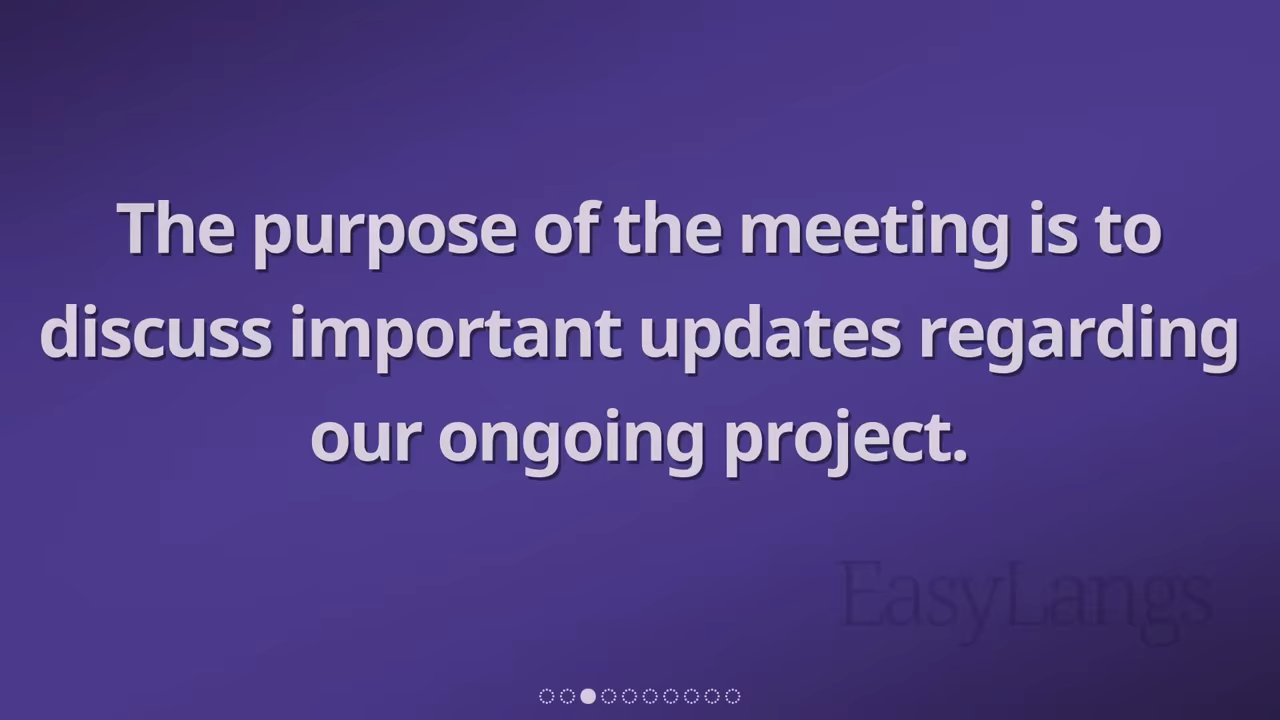 The purpose of the meeting is to
discuss important updates regarding
our ongoing project.
EasyLangs